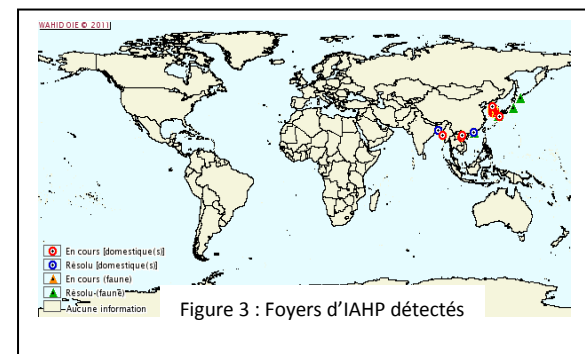 WAHID OIE © 2011
En cours [domestique(s)]
Résolu [domestique(s)]
En cours (faune)
Résolu-(faune)
Aucune information
Figure 3 : Foyers d’IAHP détectés